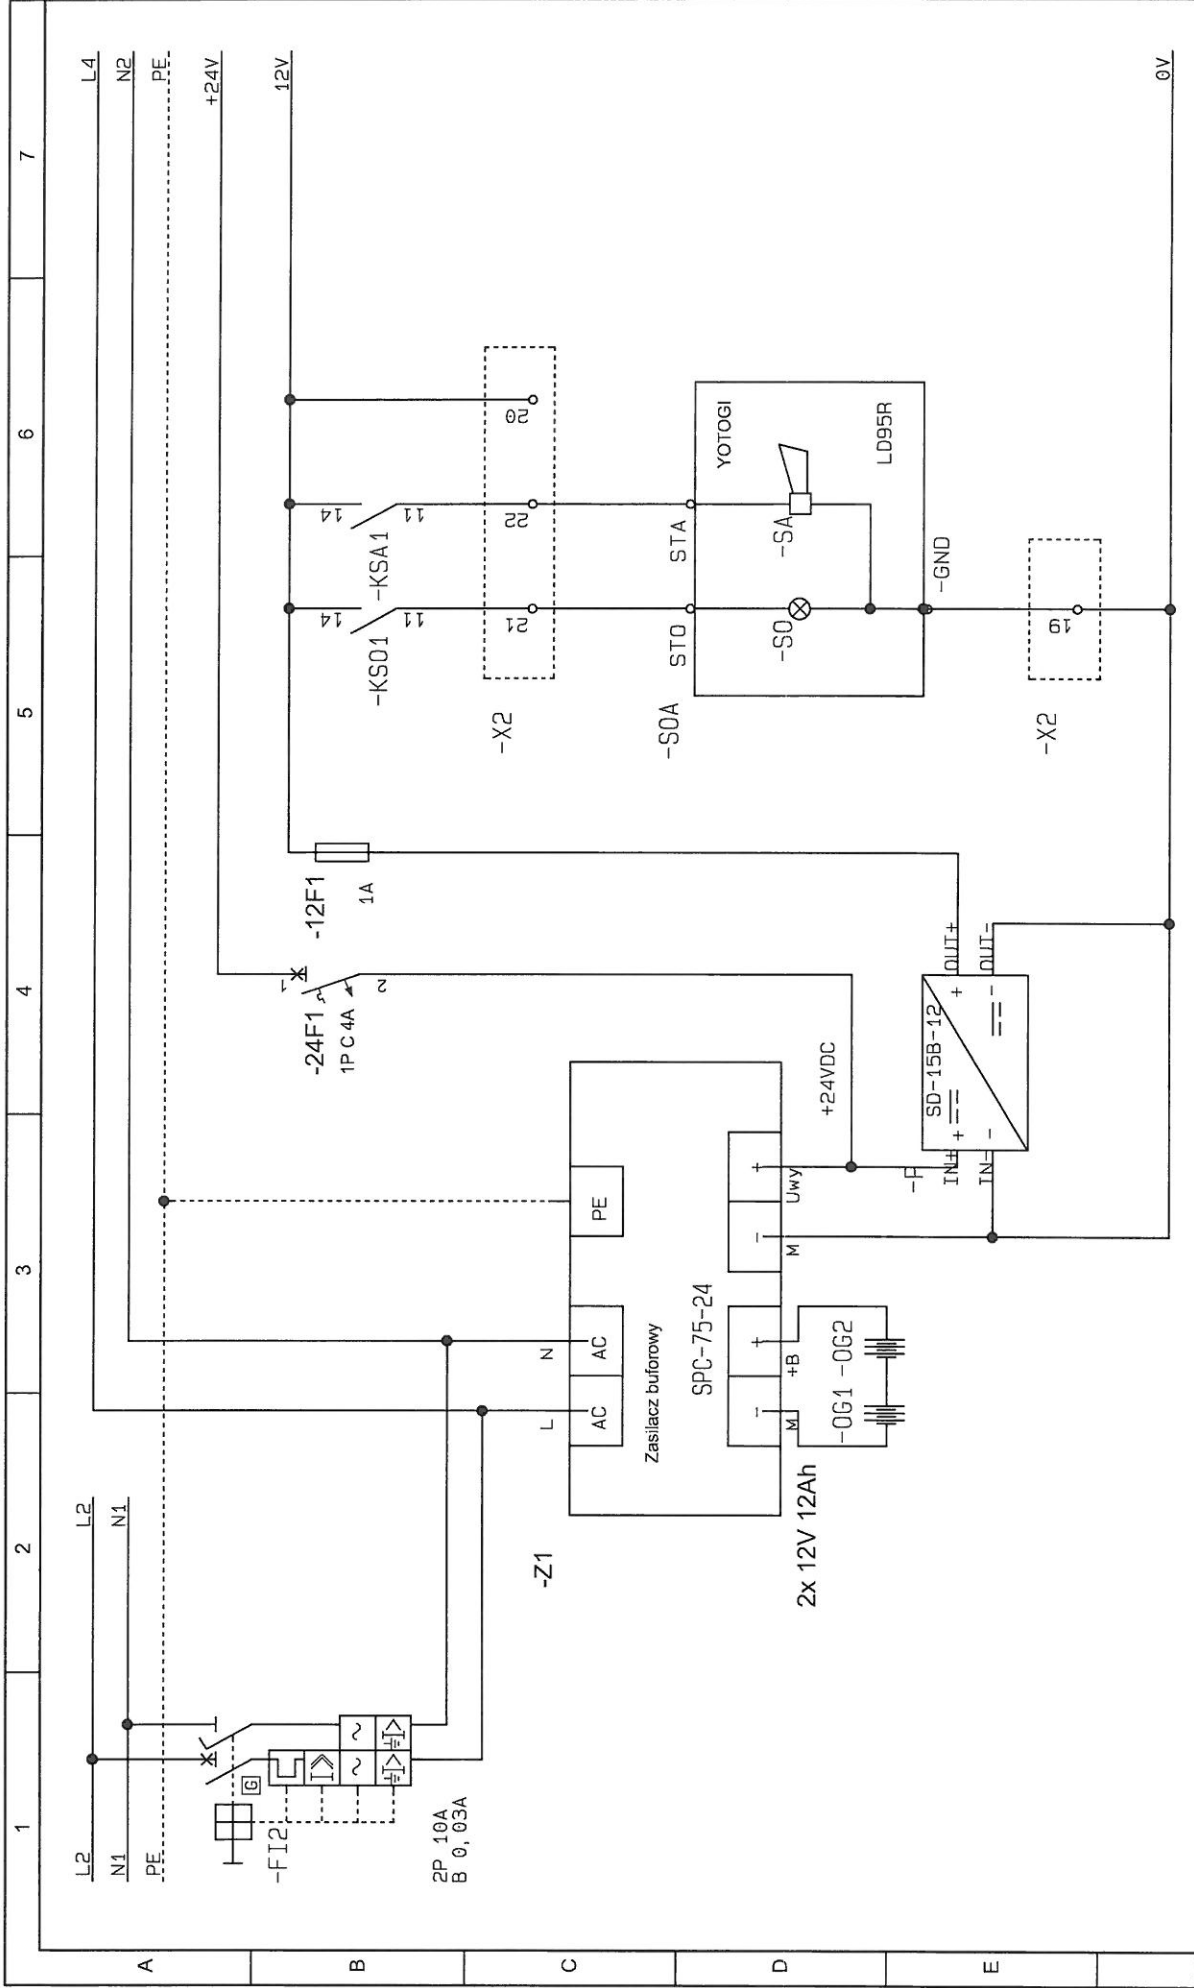 1 2 3 4 5 6 7
A
B
C
D
E
L2
N1
PE
L2
N1
L4
N2
PE
+24V
12V
0V
G
-FI2
2P 10A
B 0,03A
~
~
-Z1
L
N
AC
AC
PE
Zasilacz buforowy
SPC-75-24
-
+
-
+
M
+B
M
Uwy
2x 12V 12Ah
-OG1
-OG2
+24VDC
-24F1
1P C 4A
1
2
-12F1
1A
-P
IN+
IN-
+
-
SD-15B-12
+
-
OUT+
OUT-
-KSO1
14
11
-KSA1
14
11
-X2
21
22
20
-SOA
STO
STA
YOTOGI
LD95R
-SO
-SA
-GND
-X2
19